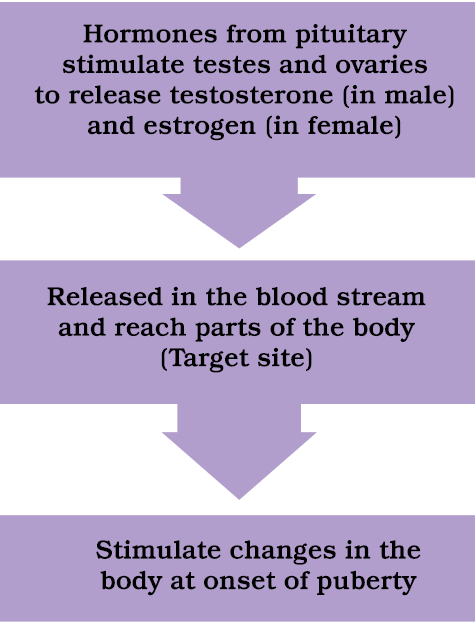 Hormones from pituitary
stimulate testes and ovaries
to release testosterone (in male)
and estrogen (in female)
Released in the blood stream
and reach parts of the body
(Target site)
Stimulate changes in the
body at onset of puberty